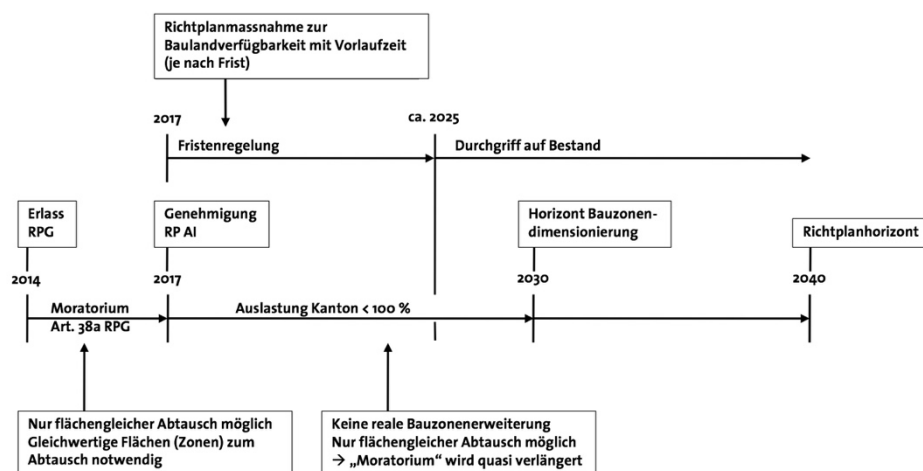 Richtplanmassnahme zur
Baulandverfügbarkeit mit Vorlaufzeit
(je nach Frist)
2017
ca. 2025
Fristenregelung
Durchgriff auf Bestand
Erlass
RPG
Genehmigung
RP AI
Horizont Bauzonen-
dimensionierung
Richtplanhorizont
2014
2017
2030
2040
Moratorium
Art. 38a RPG
Auslastung Kanton < 100 %
Nur flächengleicher Abtausch möglich
Gleichwertige Flächen (Zonen) zum
Abtausch notwendig
Keine reale Bauzonenerweiterung
Nur flächengleicher Abtausch möglich
→ „Moratorium“ wird quasi verlängert